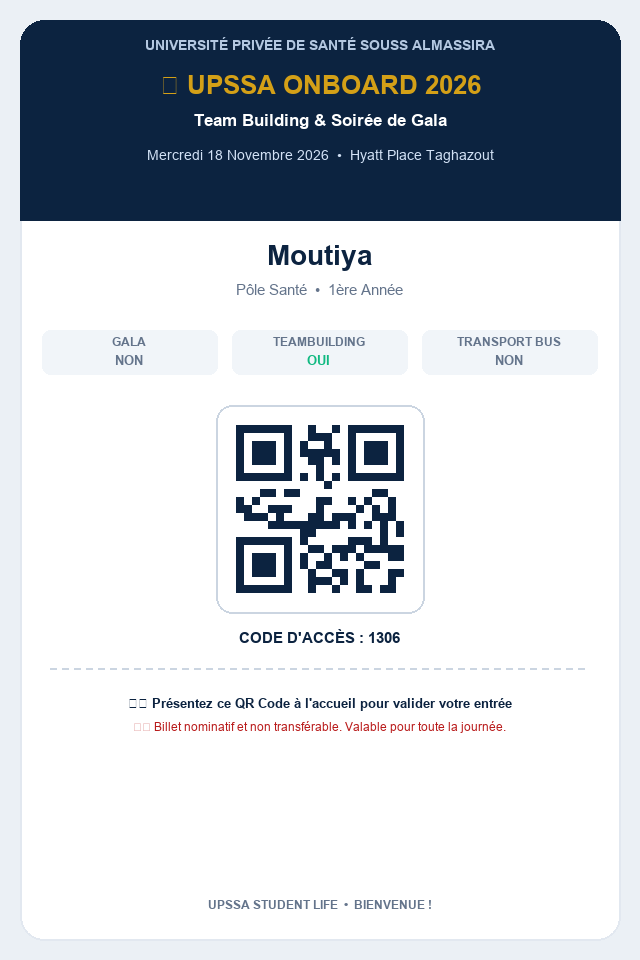 UNIVERSITÉ PRIVÉE DE SANTÉ SOUSS ALMASSIRA
UPSSA ONBOARD 2026
Team Building & Soirée de Gala
Mercredi 18 Novembre 2026 • Hyatt Place Taghazout
Moutiya
Pôle Santé • 1ère Année
GALA
NON
TEAMBUILDING
OUI
TRANSPORT BUS
NON
CODE D'ACCÈS : 1306
Présentez ce QR Code à l'accueil pour valider votre entrée
Billet nominatif et non transférable. Valable pour toute la journée.
UPSSA STUDENT LIFE • BIENVENUE !